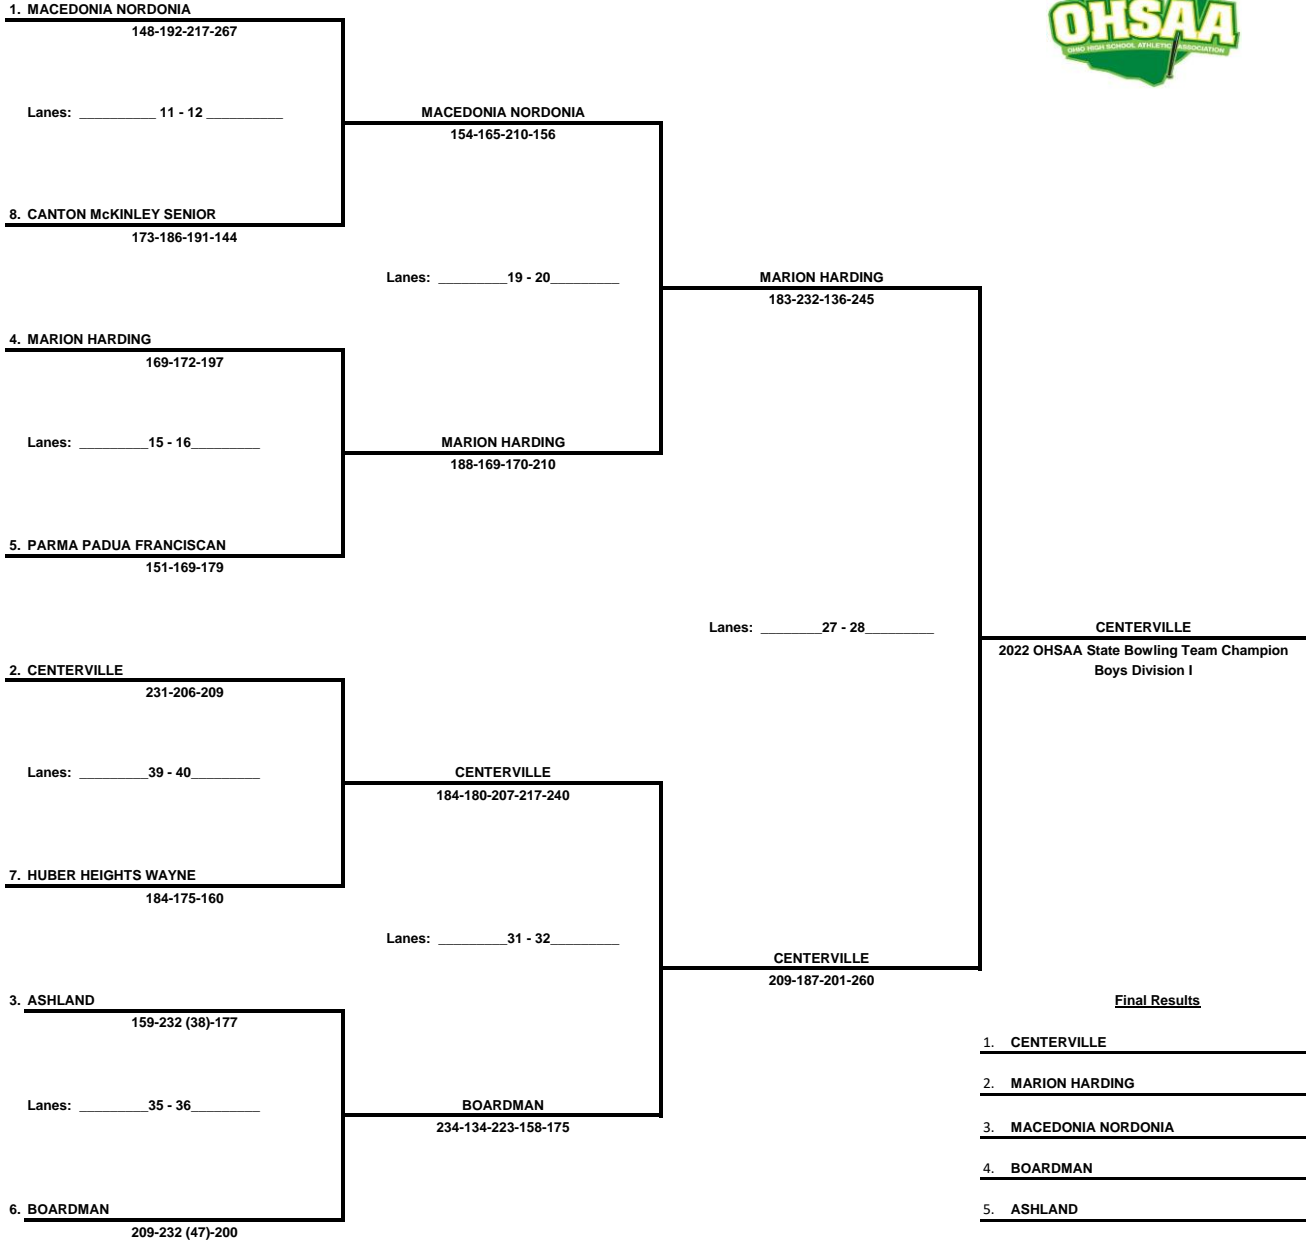 1. MACEDONIA NORDONIA
148-192-217-267
Lanes: __________ 11 - 12 __________
8. CANTON McKINLEY SENIOR
173-186-191-144
4. MARION HARDING
169-172-197
Lanes: _________15 - 16_________
5. PARMA PADUA FRANCISCAN
151-169-179
2. CENTERVILLE
231-206-209
Lanes: _________39 - 40_________
7. HUBER HEIGHTS WAYNE
184-175-160
3. ASHLAND
159-232 (38)-177
Lanes: _________35 - 36_________
6. BOARDMAN
209-232 (47)-200
MACEDONIA NORDONIA
154-165-210-156
Lanes: _________19 - 20_________
MARION HARDING
188-169-170-210
CENTERVILLE
184-180-207-217-240
Lanes: _________31 - 32_________
BOARDMAN
234-134-223-158-175
MARION HARDING
183-232-136-245
Lanes: ________27 - 28_________
CENTERVILLE
209-187-201-260
OHSAA
OHIO HIGH SCHOOL ATHLETIC ASSOCIATION
CENTERVILLE
2022 OHSAA State Bowling Team Champion
Boys Division I
Final Results
1. CENTERVILLE
2. MARION HARDING
3. MACEDONIA NORDONIA
4. BOARDMAN
5. ASHLAND